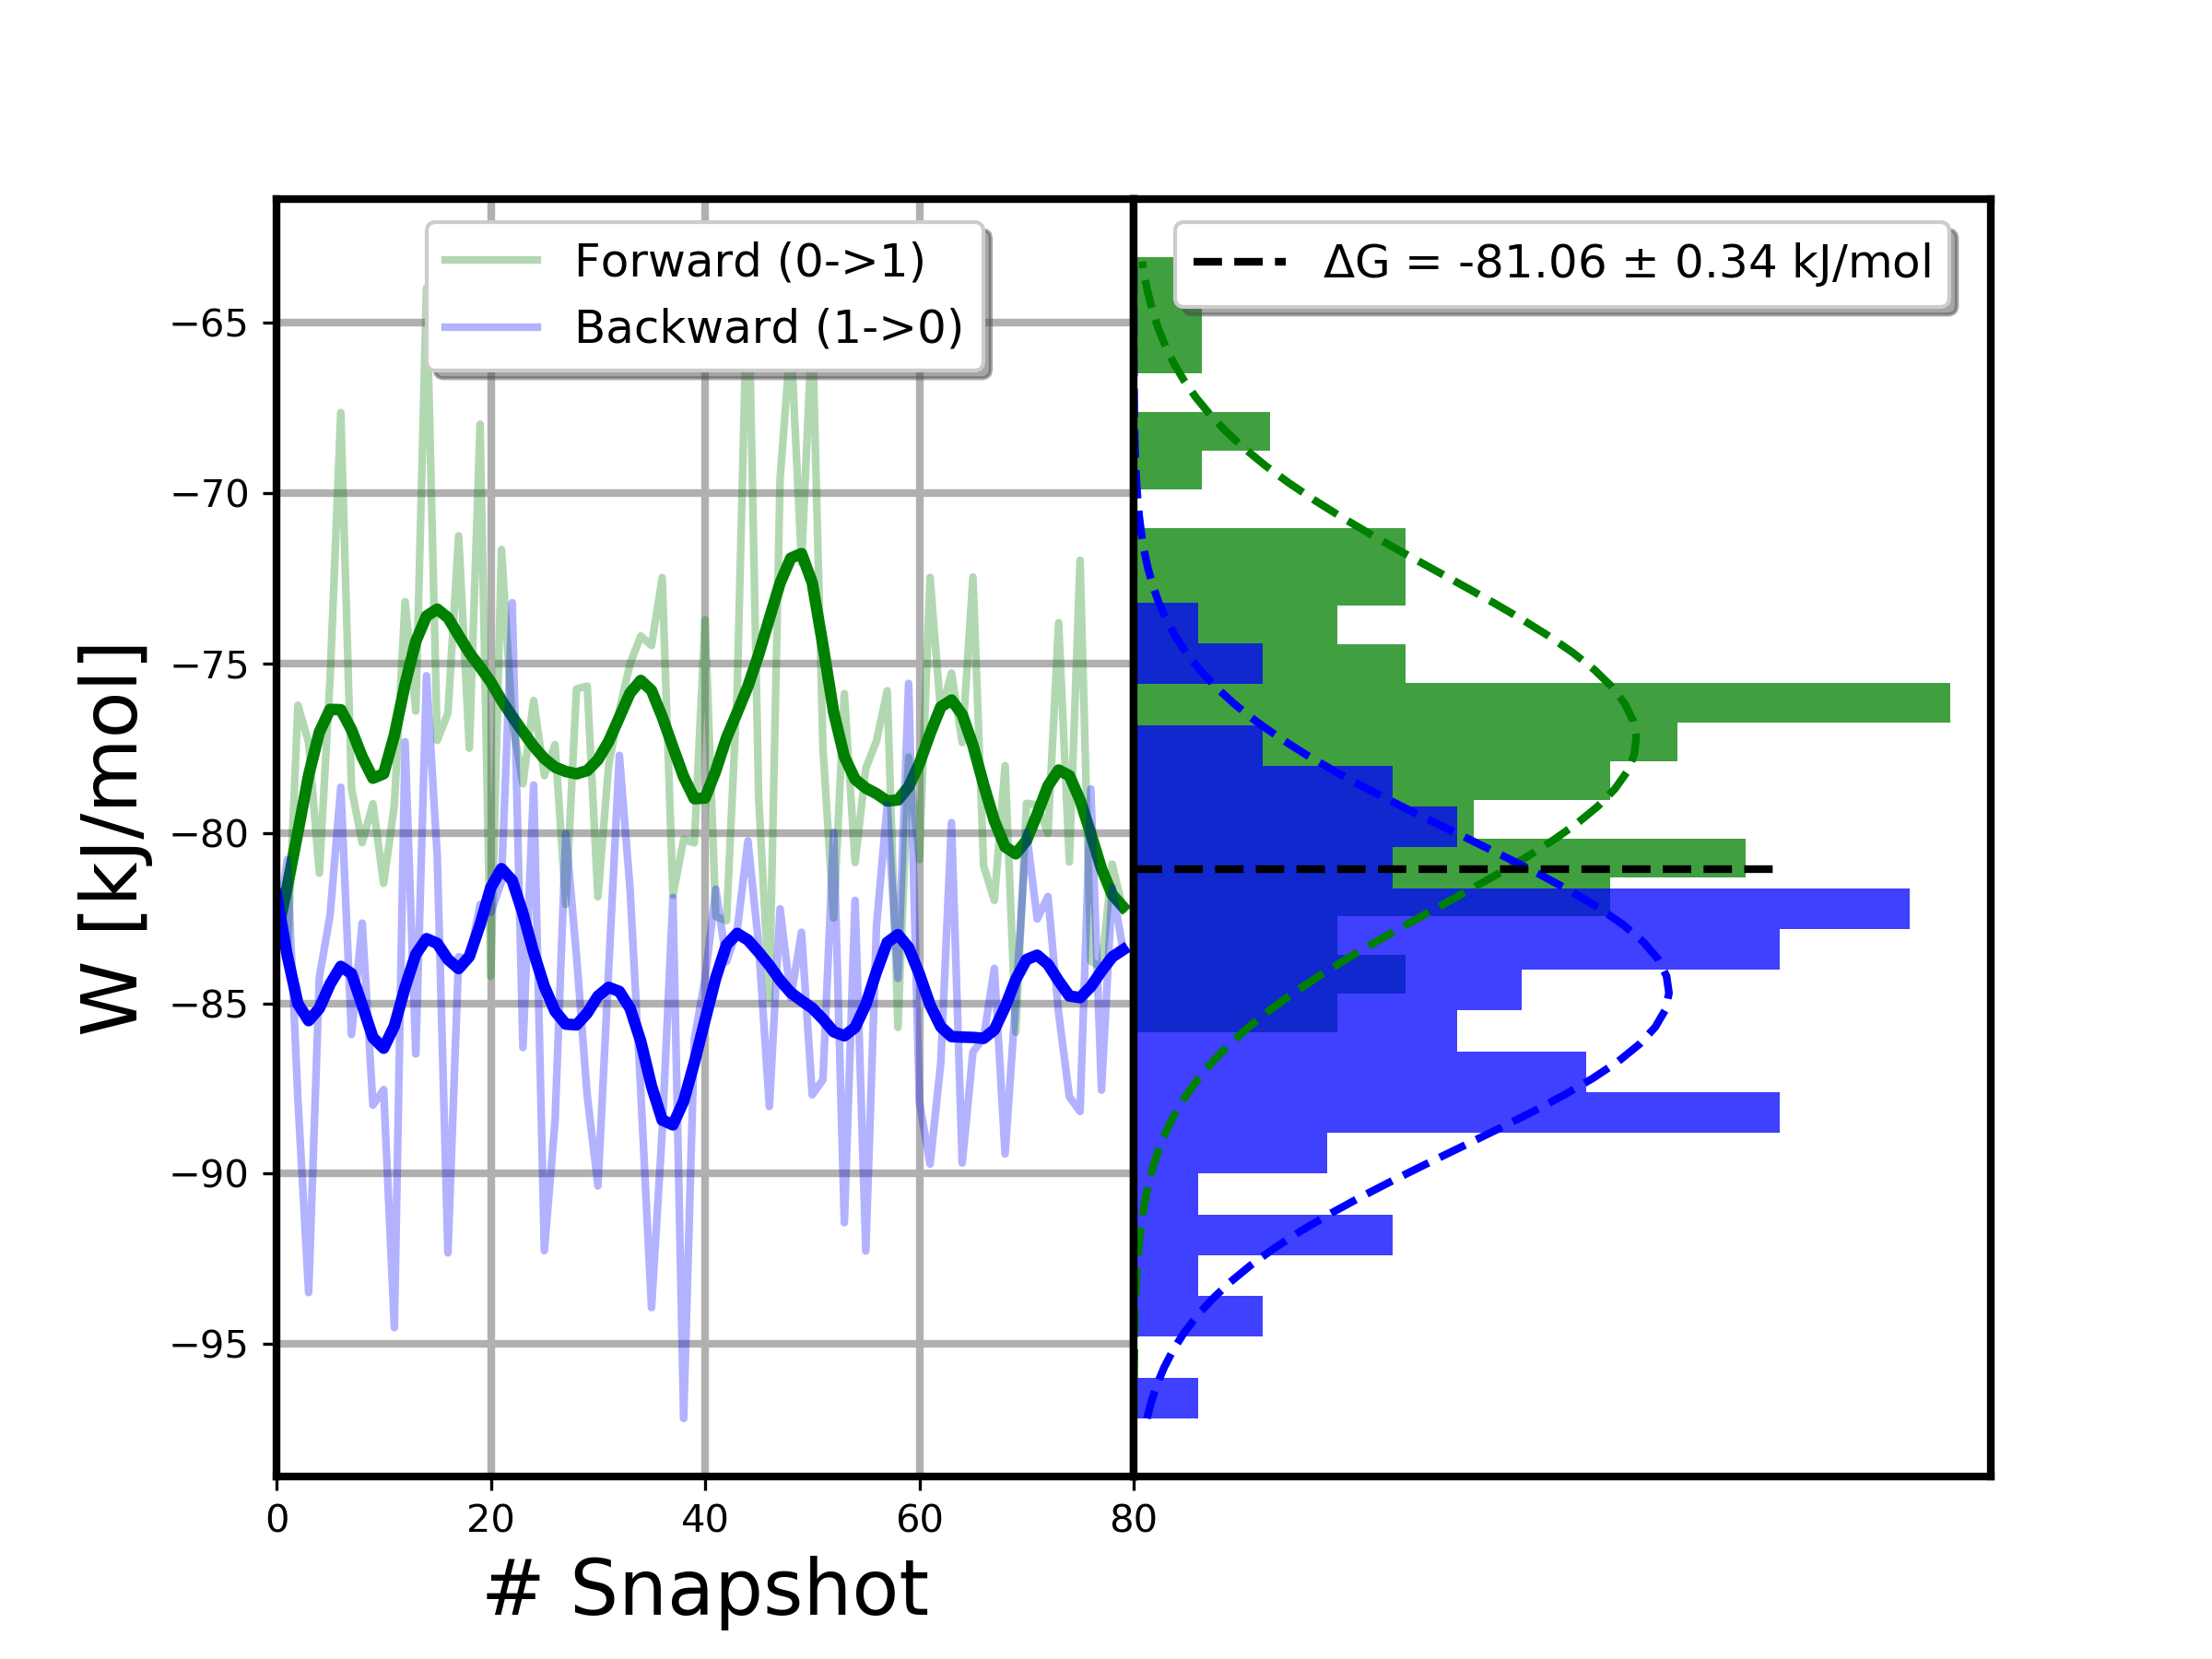 Forward (0->1)
Backward (1->0)
ΔG = -81.06 ± 0.34 kJ/mol
W [kJ/mol]
−65
−70
−75
−80
−85
−90
−95
0 20 40 60 80
# Snapshot